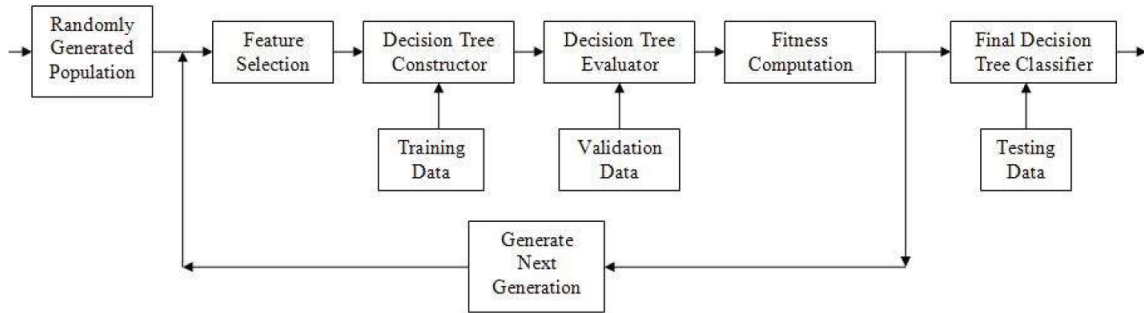 Randomly
Generated
Population
Feature
Selection
Decision Tree
Constructor
Decision Tree
Evaluator
Fitness
Computation
Final Decision
Tree Classifier
Training
Data
Validation
Data
Testing
Data
Generate
Next
Generation